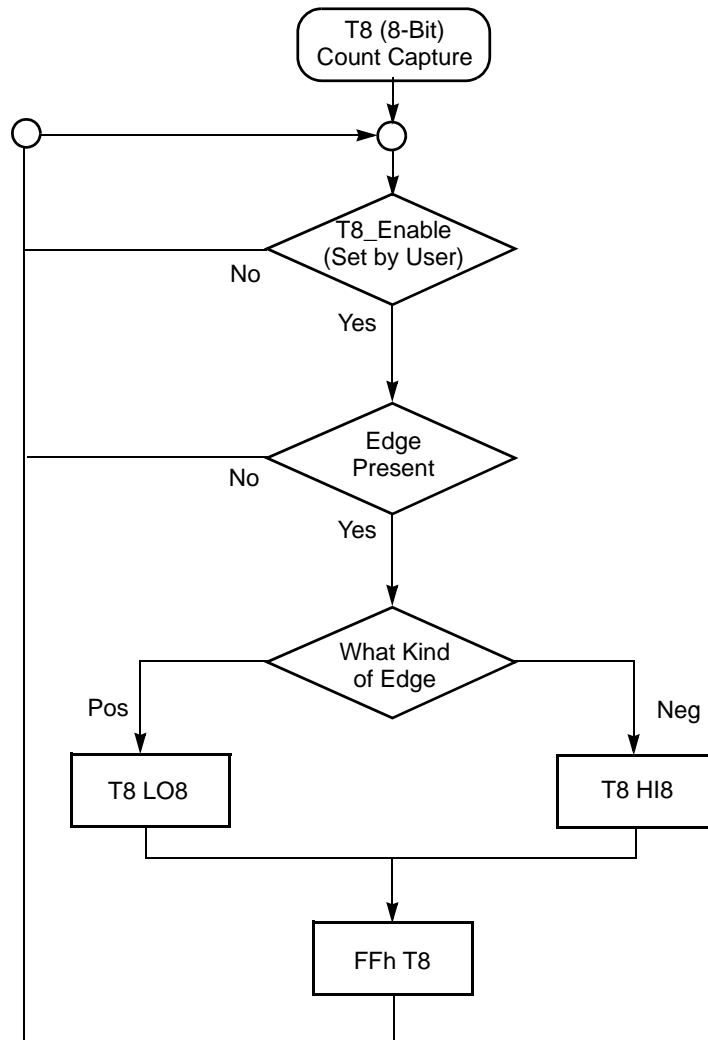 T8 (8-Bit)
Count Capture
T8_Enable
(Set by User)
No
Yes
Edge
Present
No
Yes
What Kind
of Edge
Pos
Neg
T8 LO8
T8 HI8
FFh T8